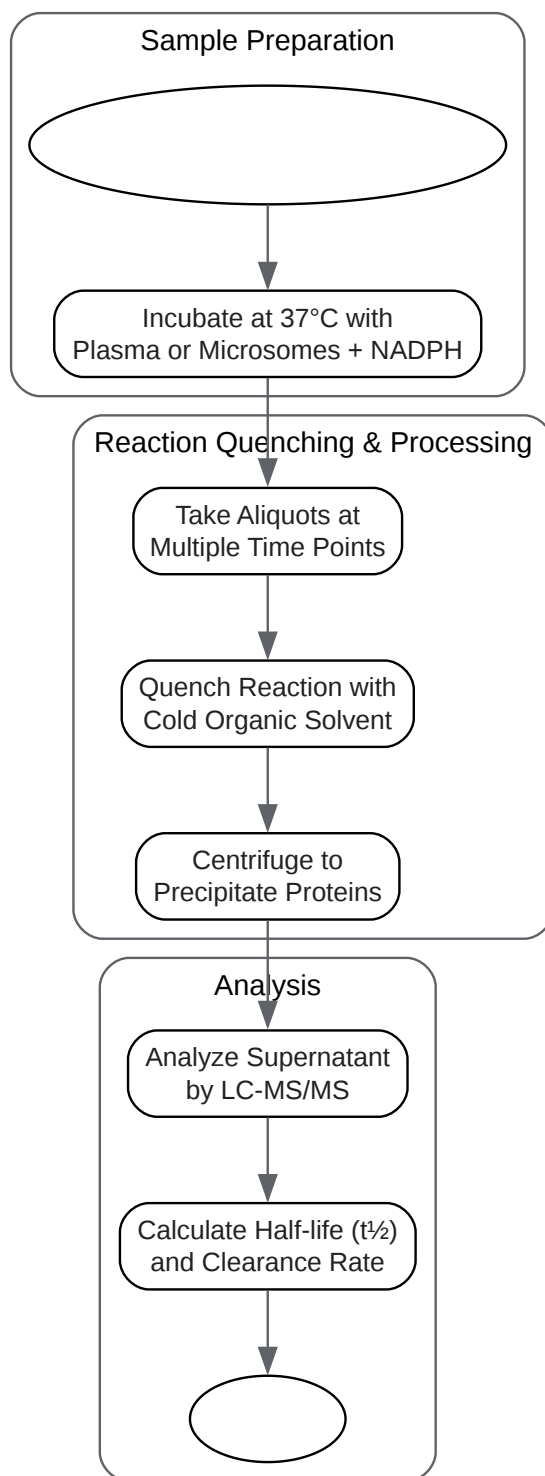 Sample Preparation
Incubate at 37°C with
Plasma or Microsomes + NADPH
Reaction Quenching & Processing
Take Aliquots at
Multiple Time Points
Quench Reaction with
Cold Organic Solvent
Centrifuge to
Precipitate Proteins
Analysis
Analyze Supernatant
by LC-MS/MS
Calculate Half-life (t½)
and Clearance Rate